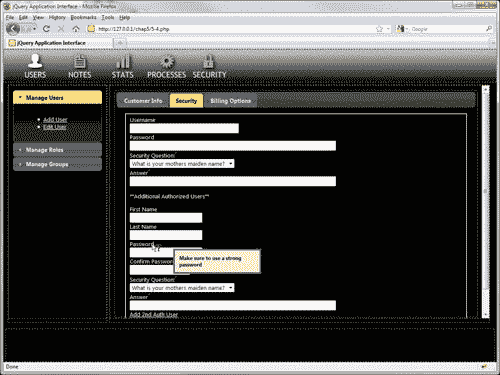 jQuery Application Interface - Mozilla Firefox
File Edit View History Bookmarks Tools Help
http://127.0.0.1/chap5/5-4.php
Google
jQuery Application Interface
USERS NOTES STATS PROCESSES SECURITY
Manage Users
Add User
Edit User
Manage Roles
Manage Groups
Customer Info Security Billing Options
Username
Password
Security Question*
What is your mothers maiden name?
Answer*
**Additional Authorized Users**
First Name
Last Name
Password
Make sure to use a strong
password
Confirm Password
Security Question*
What is your mothers maiden name?
Answer
Add 2nd Auth User
Done